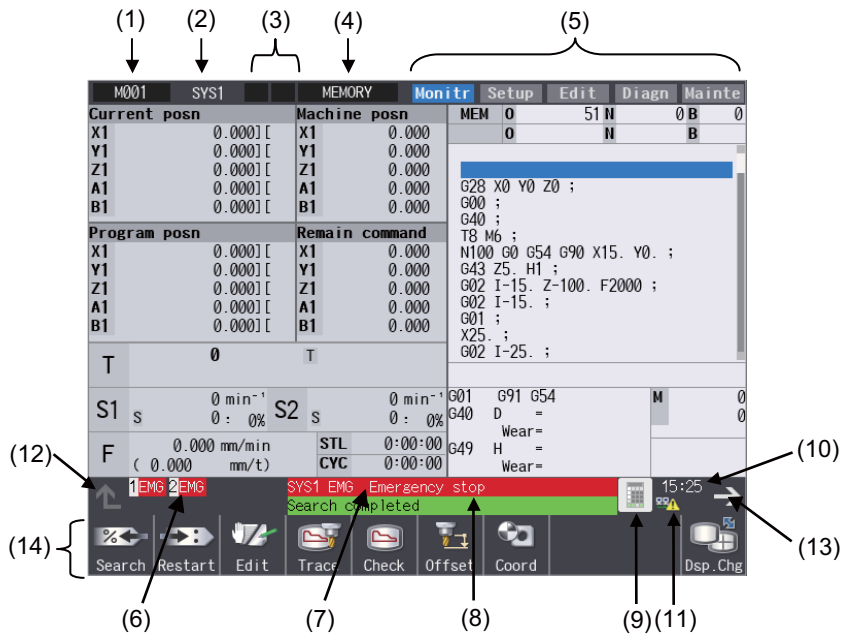 (1) (2) (3) (4) (5)
M001 SYS1 MEMORY Monitr Setup Edit Diagn Mainte
Current posn Machine posn MEM O 51 N 0 B 0
O N B
X1 0.000][ X1 0.000
Y1 0.000][ Y1 0.000
Z1 0.000][ Z1 0.000
A1 0.000][ A1 0.000
B1 0.000][ B1 0.000
Program posn Remain command
X1 0.000][ X1 0.000
Y1 0.000][ Y1 0.000
Z1 0.000][ Z1 0.000
A1 0.000][ A1 0.000
B1 0.000][ B1 0.000
G28 X0 Y0 Z0 ;
G00 ;
G40 ;
T8 M6 ;
N100 G0 G54 G90 X15. Y0. ;
G43 Z5. H1 ;
G02 I-15. Z-100. F2000 ;
G02 I-15. ;
G01 ;
X25. ;
G02 I-25. ;
T 0 T
S1 S 0 min⁻¹ 0 : 0% S2 S 0 min⁻¹ 0 : 0%
F 0.000 mm/min
( 0.000 mm/t)
STL 0:00:00
CYC 0:00:00
G01 G91 G54 M 0
G40 D = 0
Wear=
G49 H =
Wear=
(12) (10)
1EMG 2EMG SYS1 EMG Emergency stop 15:25
Search completed
(14) (13)
Search Restart Edit Trace Check Offset Coord Dsp.Chg
(6) (7) (8) (9) (11)